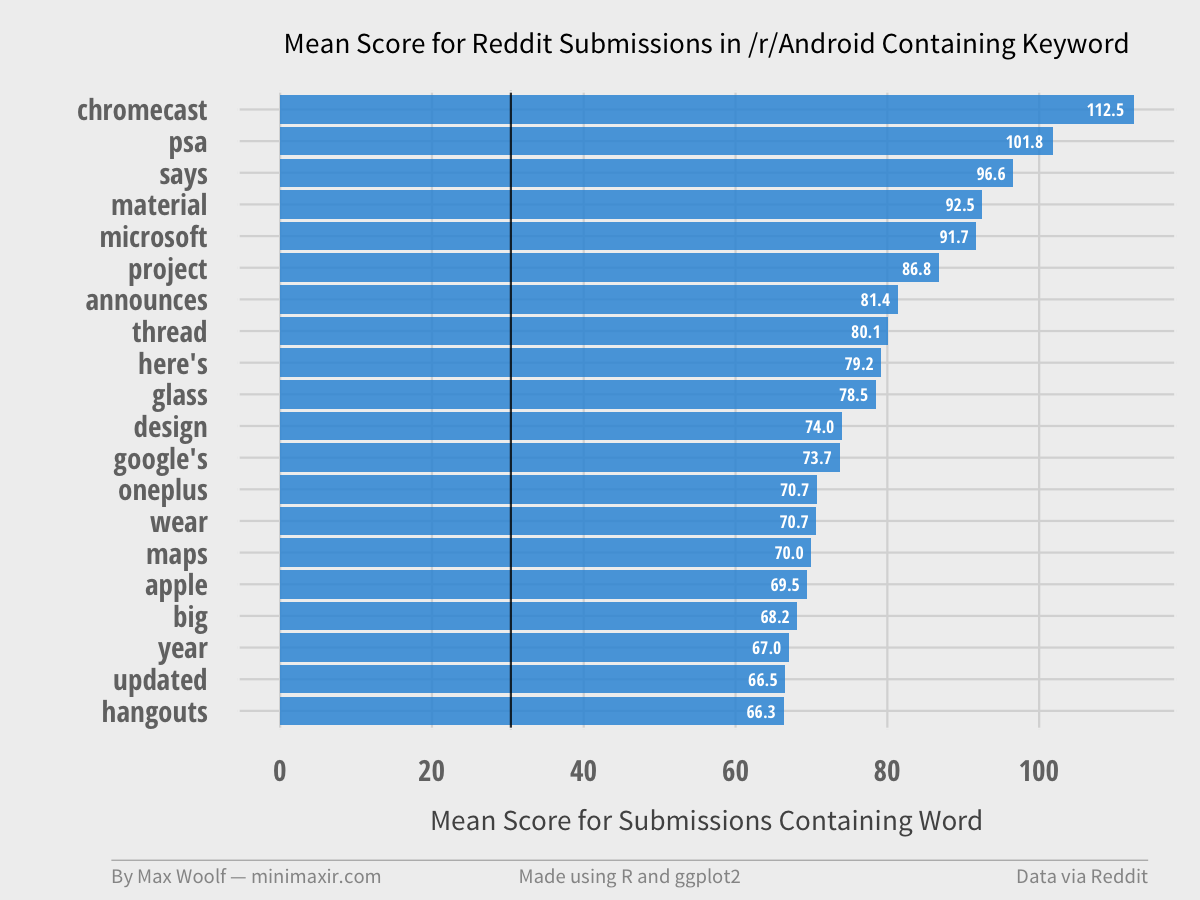 Mean Score for Reddit Submissions in /r/Android Containing Keyword
chromecast 112.5
psa 101.8
says 96.6
material 92.5
microsoft 91.7
project 86.8
announces 81.4
thread 80.1
here's 79.2
glass 78.5
design 74.0
google's 73.7
oneplus 70.7
wear 70.7
maps 70.0
apple 69.5
big 68.2
year 67.0
updated 66.5
hangouts 66.3
0 20 40 60 80 100
Mean Score for Submissions Containing Word
By Max Woolf — minimaxir.com Made using R and ggplot2 Data via Reddit